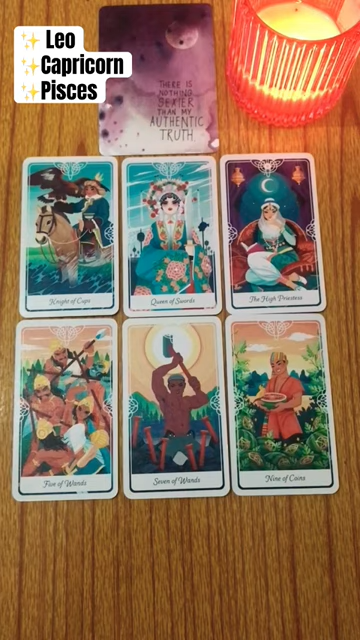 ✨ Leo
✨Capricorn
✨Pisces
THERE IS
NOTHING
SEXIER
THAN MY
AUTHENTIC
TRUTH.
Knight of Cups
Queen of Swords
The High Priestess
Five of Wands
Seven of Wands
Nine of Coins